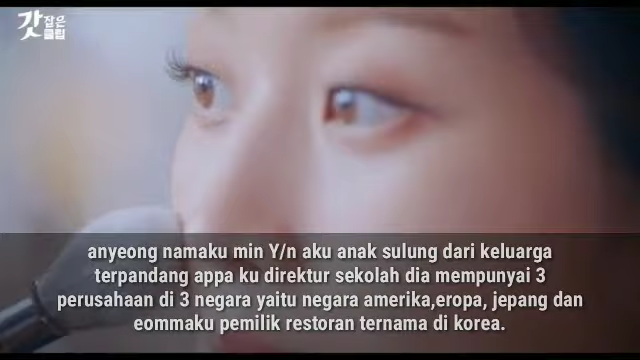 갓 잡은
클립
anyeong namaku min Y/n aku anak sulung dari keluarga
terpandang appa ku direktur sekolah dia mempunyai 3
perusahaan di 3 negara yaitu negara amerika,eropa, jepang dan
eommaku pemilik restoran ternama di korea.